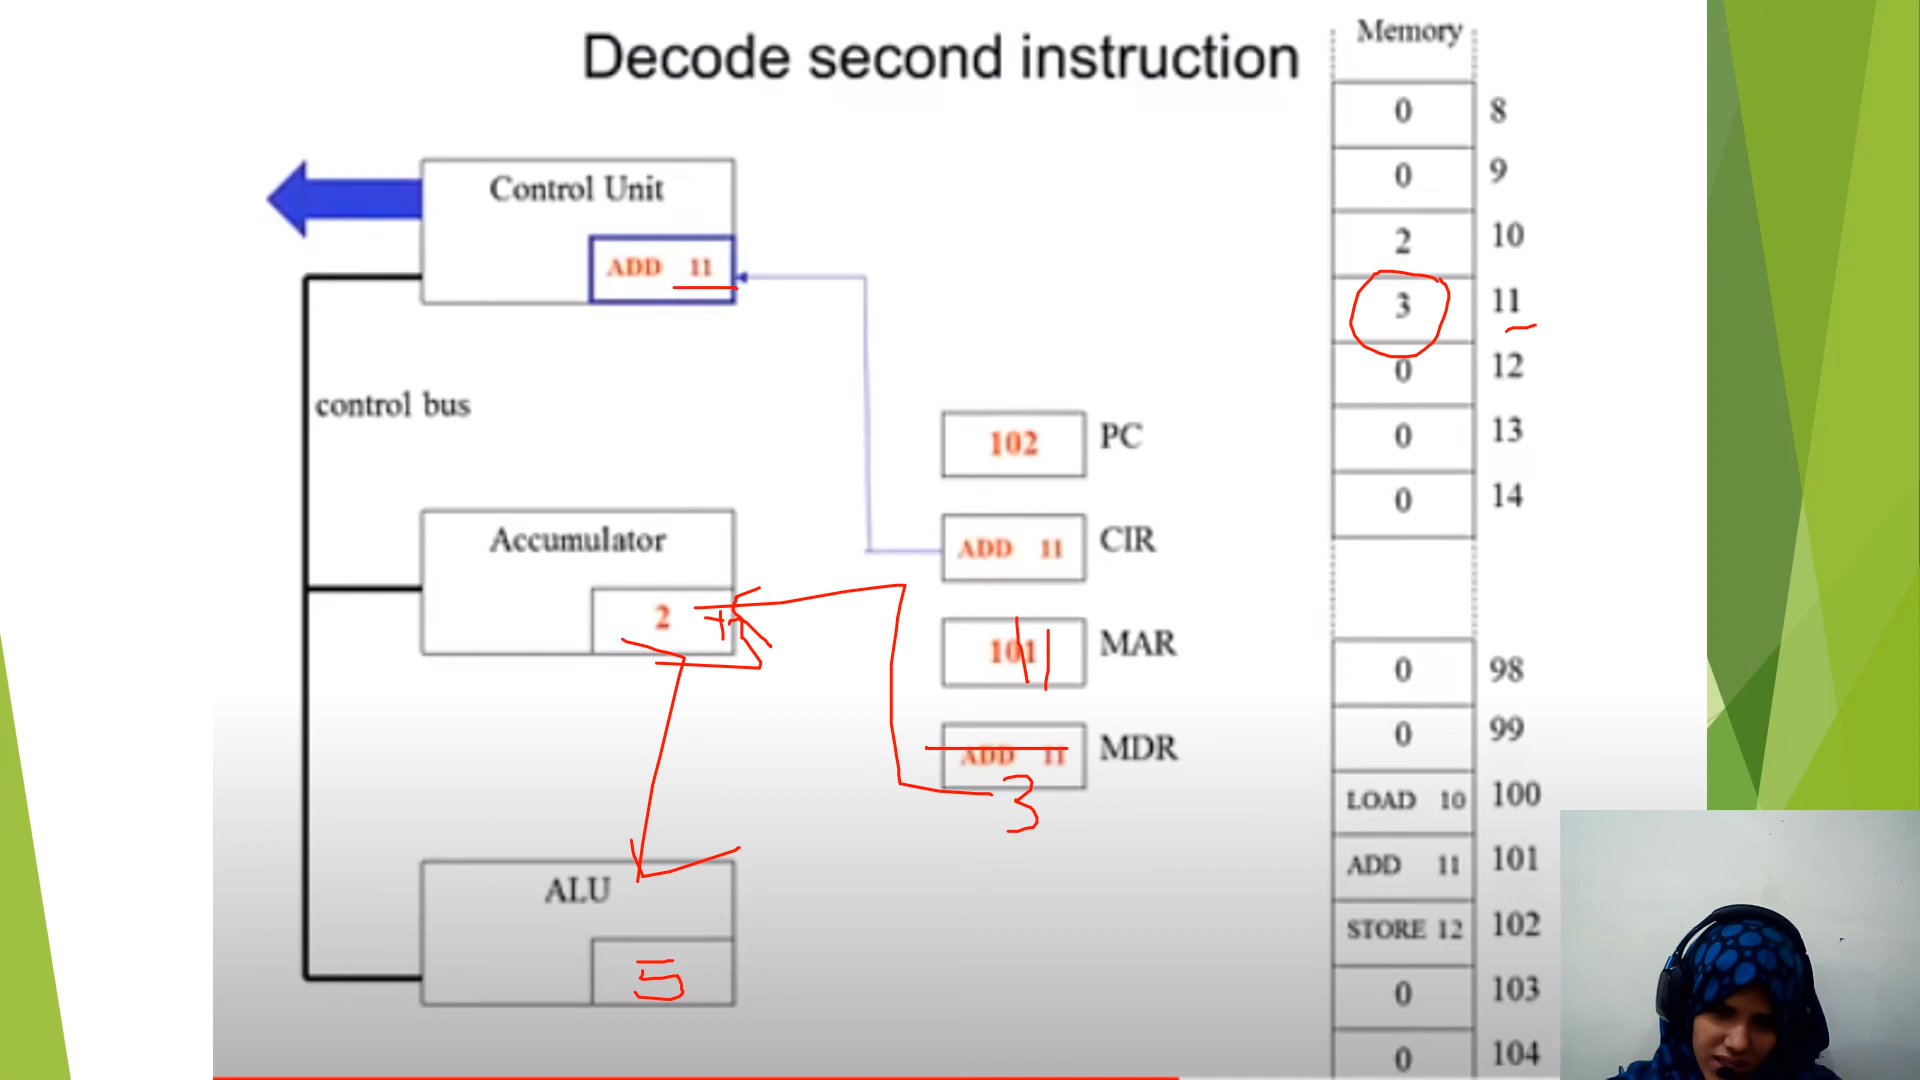 Decode second instruction
Memory
0 8
0 9
2 10
3 11
0 12
0 13
0 14
0 98
0 99
LOAD 10 100
ADD 11 101
STORE 12 102
0 103
0 104
Control Unit
ADD 11
control bus
102 PC
Accumulator
ADD 11 CIR
2 +
101 11 MAR
ADD 11 MDR
3
ALU
5